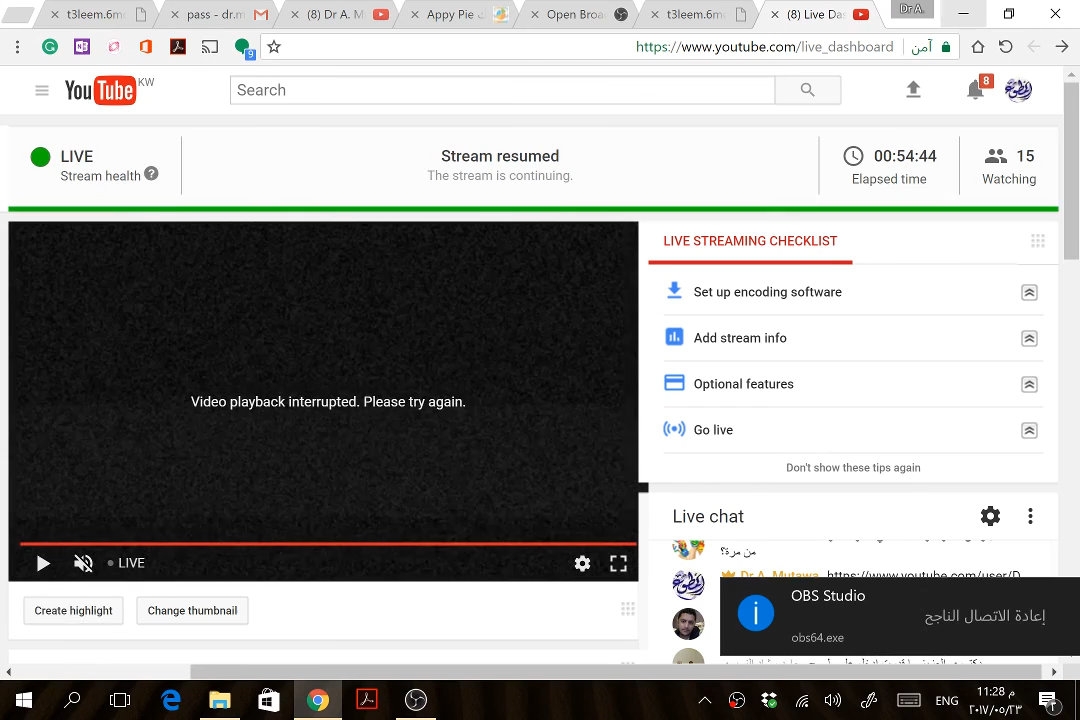 t3leem.6m
pass - dr.m
(8) Dr A. M
Appy Pie
Open Broa
t3leem.6m
(8) Live Das
Dr A.
9
https://www.youtube.com/live_dashboard
آمن
YouTube KW
Search
8
LIVE
Stream health ?
Stream resumed
The stream is continuing.
00:54:44
Elapsed time
15
Watching
Video playback interrupted. Please try again.
LIVE
Create highlight
Change thumbnail
LIVE STREAMING CHECKLIST
Set up encoding software
Add stream info
Optional features
Go live
Don't show these tips again
Live chat
من مرة؟
Dr A. Mutawa https://www.youtube.com/user/D
OBS Studio
إعادة الاتصال الناجح
obs64.exe
ENG
11:28 م
٢٠١٧/٠٥/٢٣
1